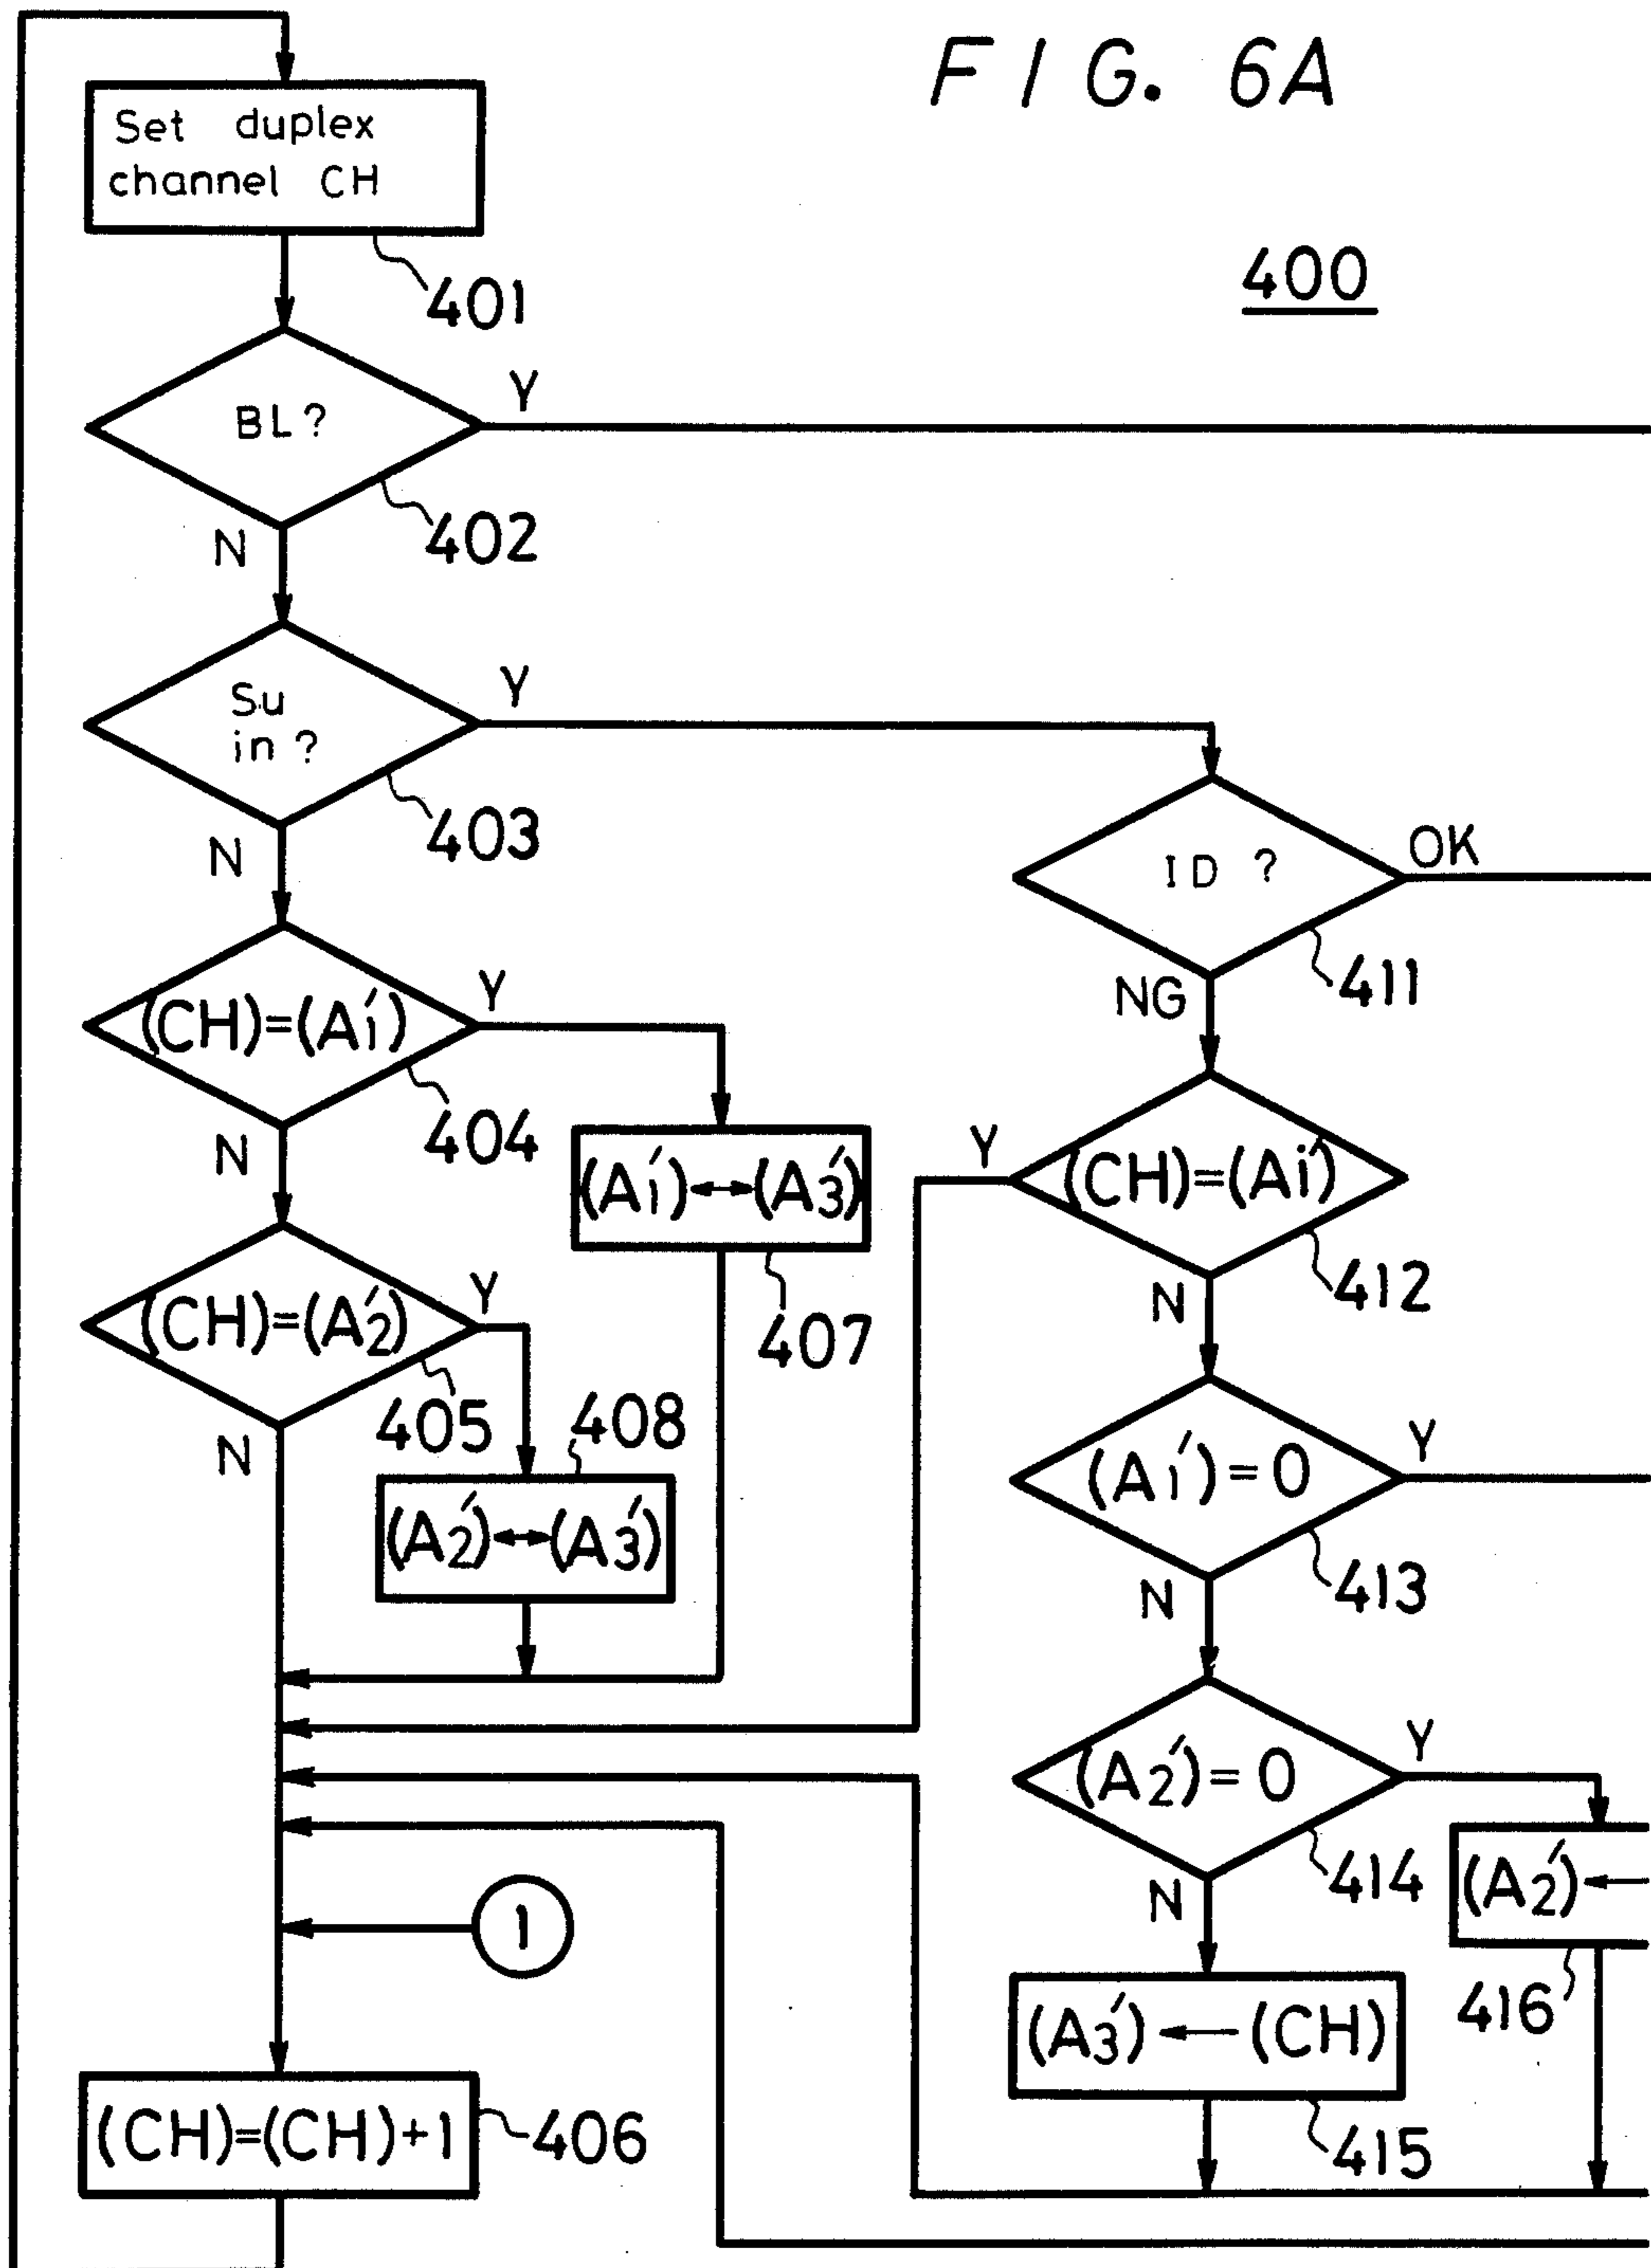 FIG. 6A
400
Set duplex
channel CH
401
BL?
Y
N
402
Su
in ?
Y
N
403
ID ?
OK
NG
411
(CH)=(A1')
Y
N
404
(A1')↔(A3')
407
(CH)=(Ai')
Y
N
412
(CH)=(A2')
Y
N
405
408
(A2')↔(A3')
(A1')=0
Y
N
413
(A2')=0
Y
N
414
(A2')←
416
1
(A3')←(CH)
415
(CH)=(CH)+1
406